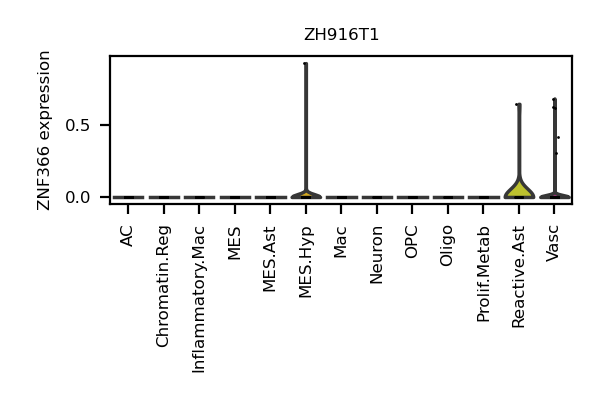 ZH916T1
ZNF366 expression
0.5
0.0
AC
Chromatin.Reg
Inflammatory.Mac
MES
MES.Ast
MES.Hyp
Mac
Neuron
OPC
Oligo
Prolif.Metab
Reactive.Ast
Vasc